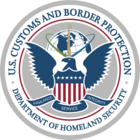 U.S. CUSTOMS AND BORDER PROTECTION
SERVICE
DEPARTMENT OF HOMELAND SECURITY